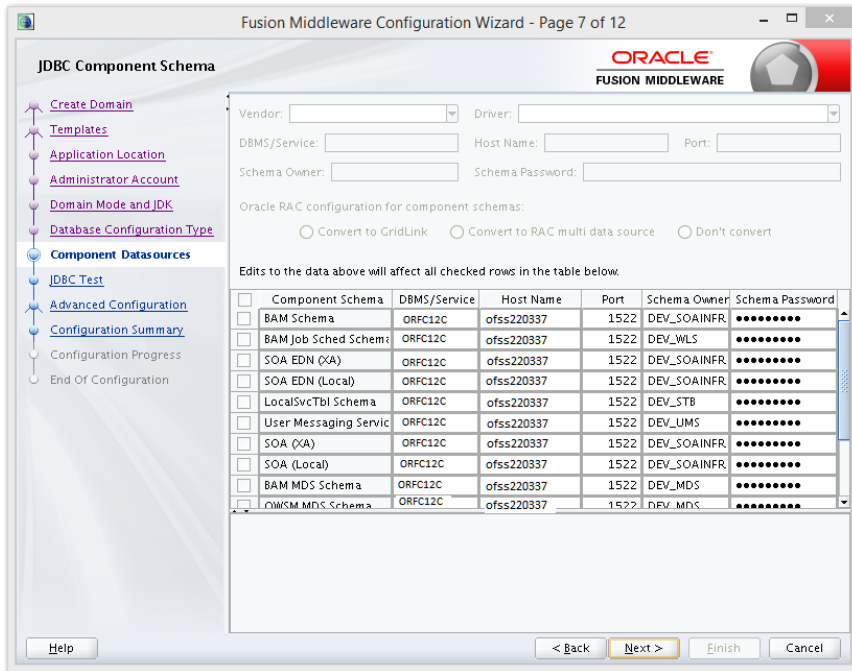 Fusion Middleware Configuration Wizard - Page 7 of 12
JDBC Component Schema
ORACLE
FUSION MIDDLEWARE
Create Domain
Templates
Application Location
Administrator Account
Domain Mode and JDK
Database Configuration Type
Component Datasources
JDBC Test
Advanced Configuration
Configuration Summary
Configuration Progress
End Of Configuration
Vendor: Driver:
DBMS/Service: Host Name: Port:
Schema Owner: Schema Password:
Oracle RAC configuration for component schemas:
Convert to GridLink Convert to RAC multi data source Don't convert
Edits to the data above will affect all checked rows in the table below.
Component Schema DBMS/Service Host Name Port Schema Owner Schema Password
BAM Schema ORFC12C ofss220337 1522 DEV_SOAINFR ●●●●●●●●●
BAM Job Sched Schema ORFC12C ofss220337 1522 DEV_WLS ●●●●●●●●●
SOA EDN (XA) ORFC12C ofss220337 1522 DEV_SOAINFR ●●●●●●●●●
SOA EDN (Local) ORFC12C ofss220337 1522 DEV_SOAINFR ●●●●●●●●●
LocalSvcTbl Schema ORFC12C ofss220337 1522 DEV_STB ●●●●●●●●●
User Messaging Servic ORFC12C ofss220337 1522 DEV_UMS ●●●●●●●●●
SOA (XA) ORFC12C ofss220337 1522 DEV_SOAINFR ●●●●●●●●●
SOA (Local) ORFC12C ofss220337 1522 DEV_SOAINFR ●●●●●●●●●
BAM MDS Schema ORFC12C ofss220337 1522 DEV_MDS ●●●●●●●●●
OWSM MDS Schema ORFC12C ofss220337 1522 DEV_MDS ●●●●●●●●●
Help < Back Next > Finish Cancel